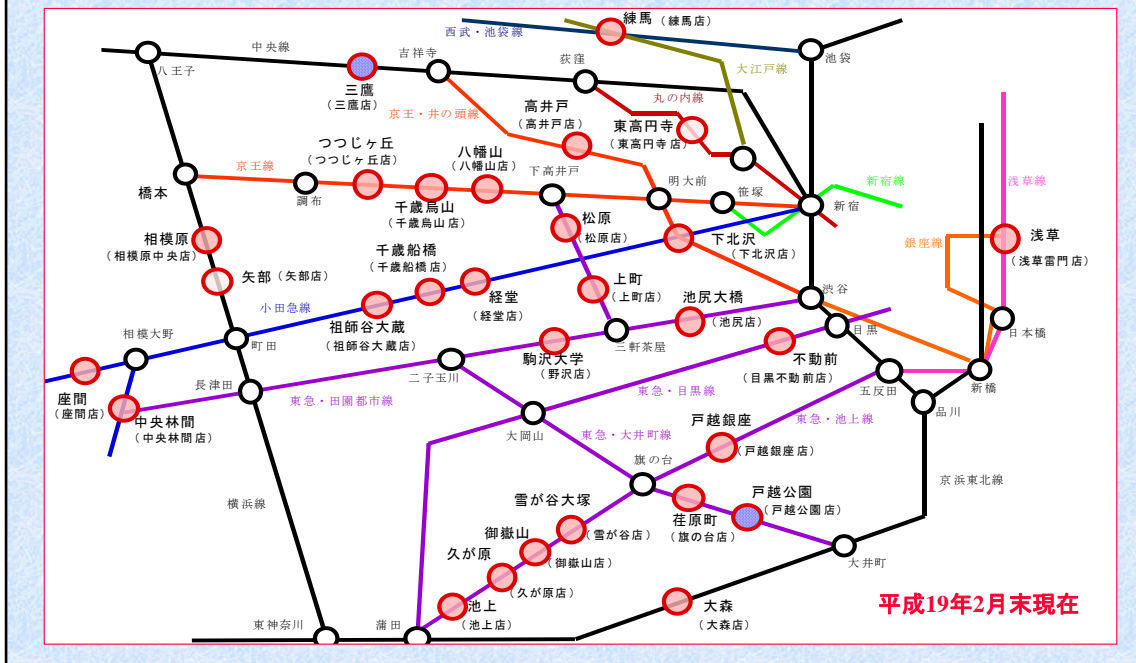 練馬（練馬店）
西武・池袋線
池袋
中央線
吉祥寺
荻窪
大江戸線
八王子
三鷹
（三鷹店）
丸の内線
京王・井の頭線
高井戸
（高井戸店）
東高円寺
（東高円寺店）
つつじヶ丘
（つつじヶ丘店）
八幡山
（八幡山店）
京王線
下高井戸
明大前
笹塚
新宿線
浅草線
橋本
調布
千歳烏山
（千歳烏山店）
新宿
相模原
（相模原中央店）
松原
（松原店）
下北沢
（下北沢店）
銀座線
浅草
（浅草雷門店）
千歳船橋
（千歳船橋店）
矢部（矢部店）
上町
（上町店）
経堂
（経堂店）
池尻大橋
（池尻店）
渋谷
小田急線
祖師谷大蔵
（祖師谷大蔵店）
相模大野
町田
三軒茶屋
目黒
日本橋
駒沢大学
（野沢店）
不動前
（目黒不動前店）
二子玉川
長津田
座間
（座間店）
東急・田園都市線
東急・目黒線
五反田
新橋
中央林間
（中央林間店）
大岡山
東急・大井町線
戸越銀座
（戸越銀座店）
東急・池上線
品川
旗の台
京浜東北線
横浜線
雪が谷大塚
（雪が谷店）
荏原町
（旗の台店）
戸越公園
（戸越公園店）
御嶽山
（御嶽山店）
久が原
（久が原店）
大井町
池上
（池上店）
大森
（大森店）
平成19年2月末現在
東神奈川
蒲田